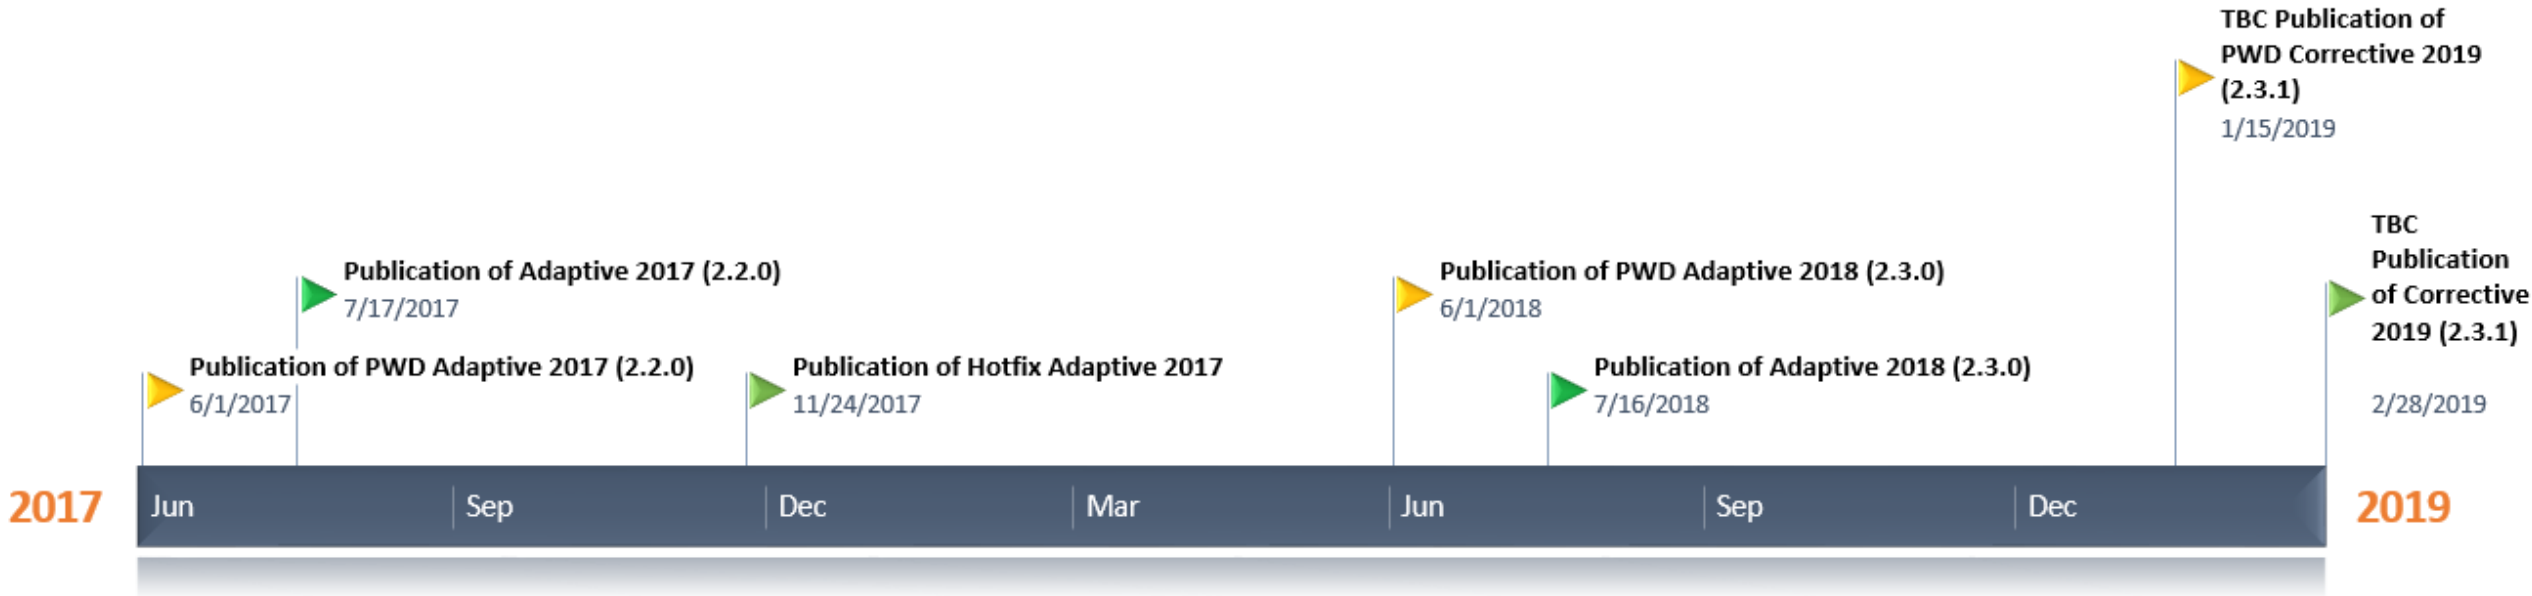 TBC Publication of
PWD Corrective 2019
(2.3.1)
1/15/2019
TBC
Publication
of Corrective
2019 (2.3.1)
2/28/2019
Publication of Adaptive 2017 (2.2.0)
7/17/2017
Publication of PWD Adaptive 2018 (2.3.0)
6/1/2018
Publication of PWD Adaptive 2017 (2.2.0)
6/1/2017
Publication of Hotfix Adaptive 2017
11/24/2017
Publication of Adaptive 2018 (2.3.0)
7/16/2018
2017 Jun Sep Dec Mar Jun Sep Dec 2019